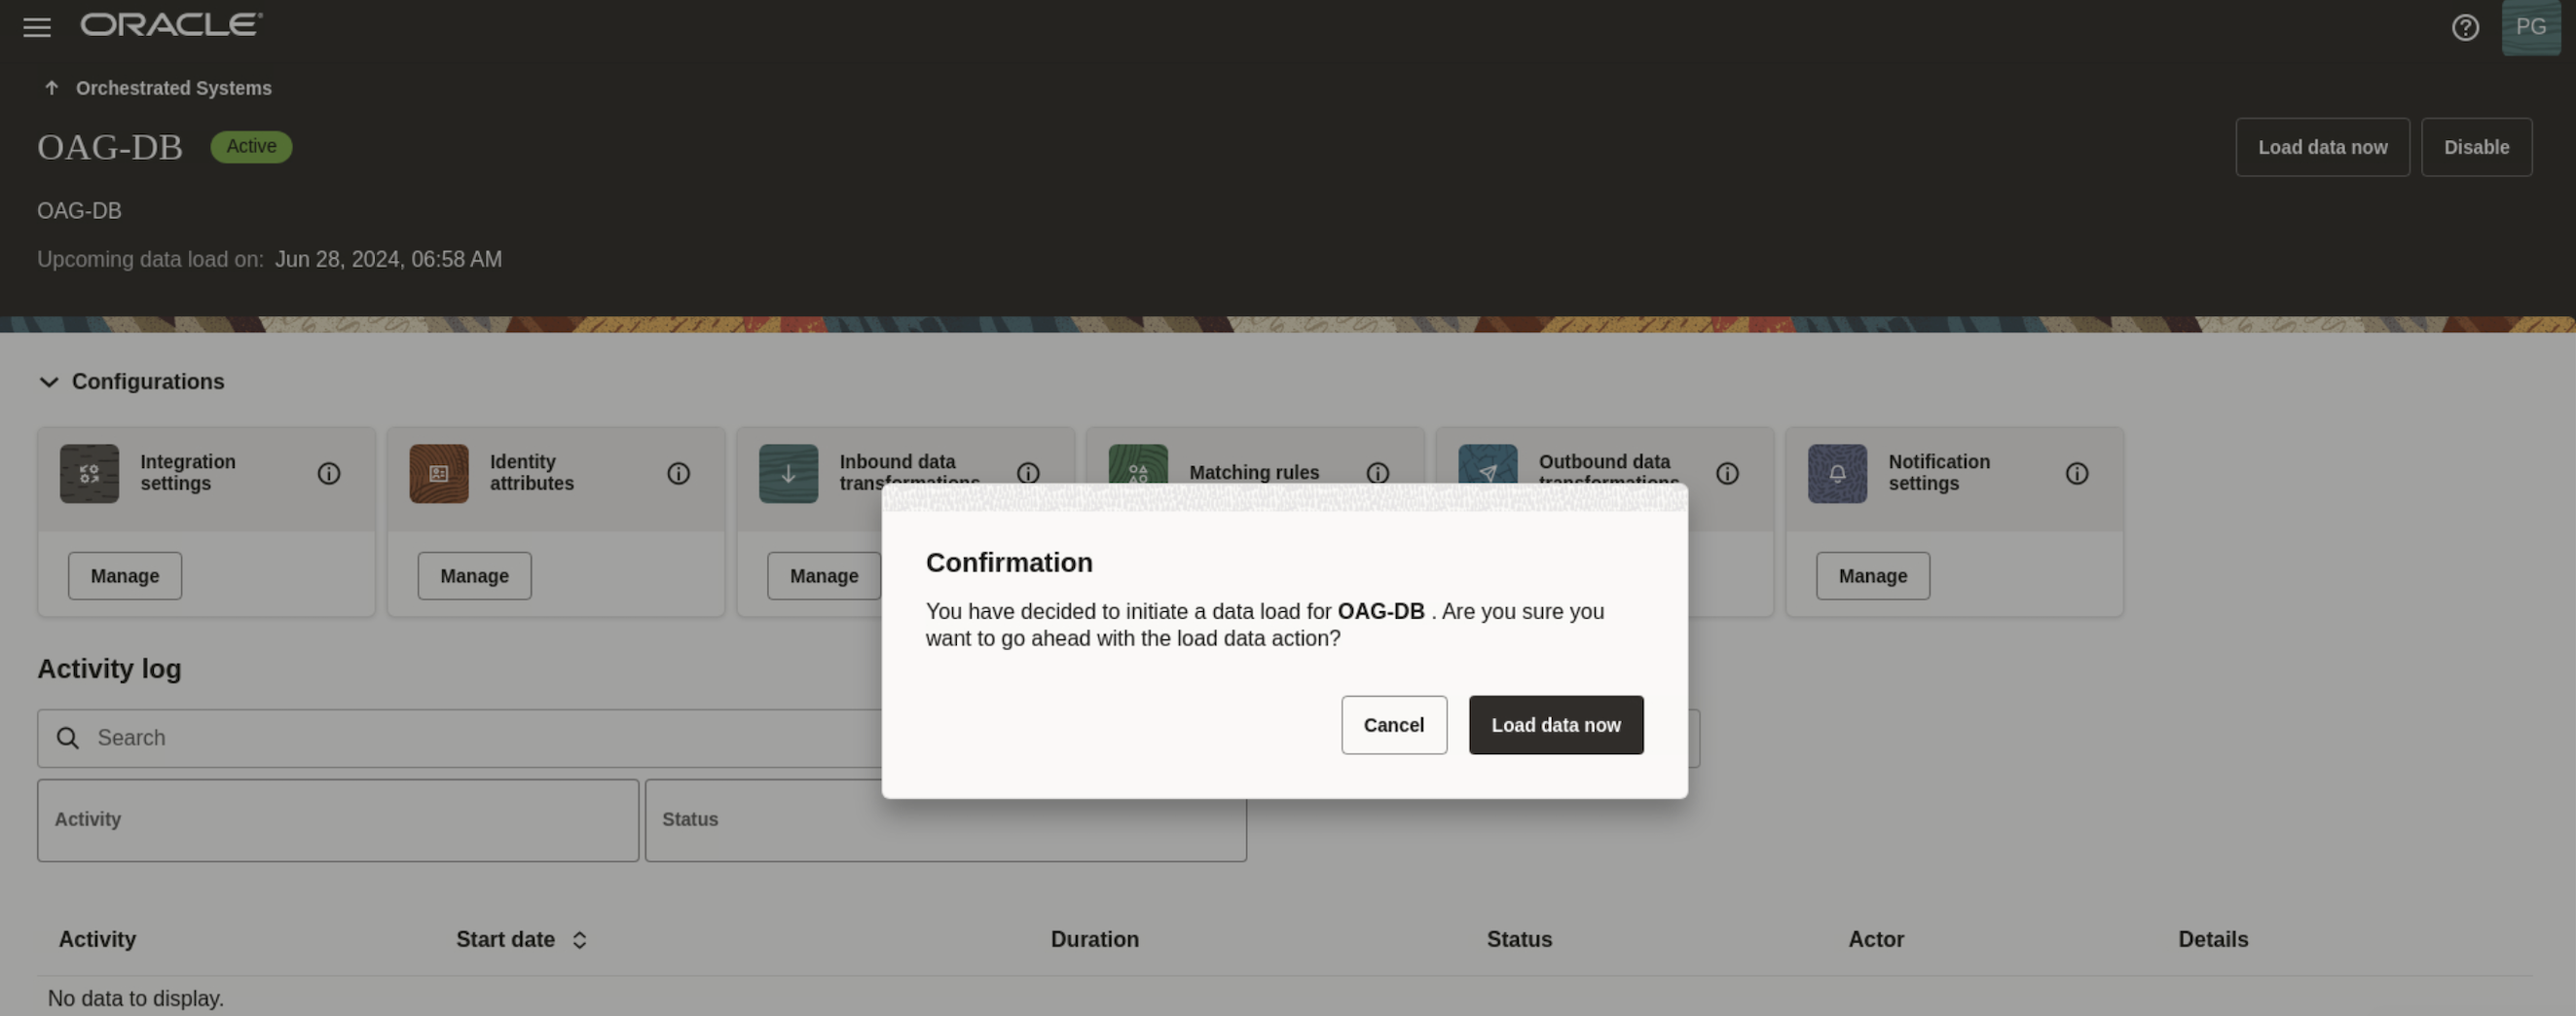 ORACLE
PG
Orchestrated Systems
OAG-DB
Active
Load data now
Disable
OAG-DB
Upcoming data load on: Jun 28, 2024, 06:58 AM
Configurations
Integration
settings
Identity
attributes
Inbound data
transformations
Matching rules
Outbound data
transformations
Notification
settings
Manage
Manage
Manage
Manage
Confirmation
You have decided to initiate a data load for OAG-DB . Are you sure you
want to go ahead with the load data action?
Cancel
Load data now
Activity log
Search
Activity
Status
Activity
Start date
Duration
Status
Actor
Details
No data to display.